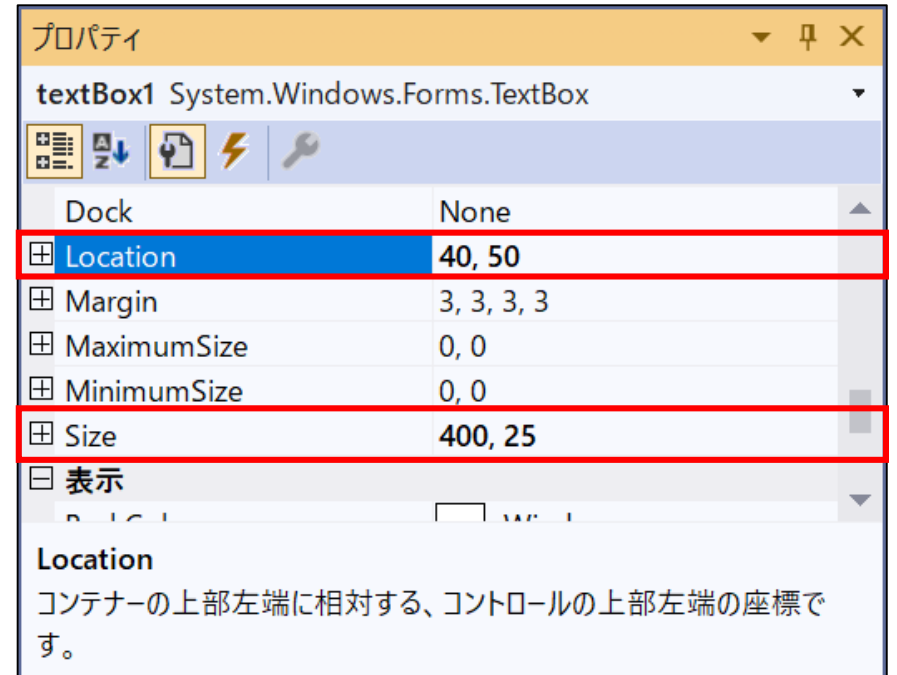 プロパティ
textBox1 System.Windows.Forms.TextBox
Dock None
Location 40, 50
Margin 3, 3, 3, 3
MaximumSize 0, 0
MinimumSize 0, 0
Size 400, 25
表示
Location
コンテナーの上部左端に相対する、コントロールの上部左端の座標で
す。